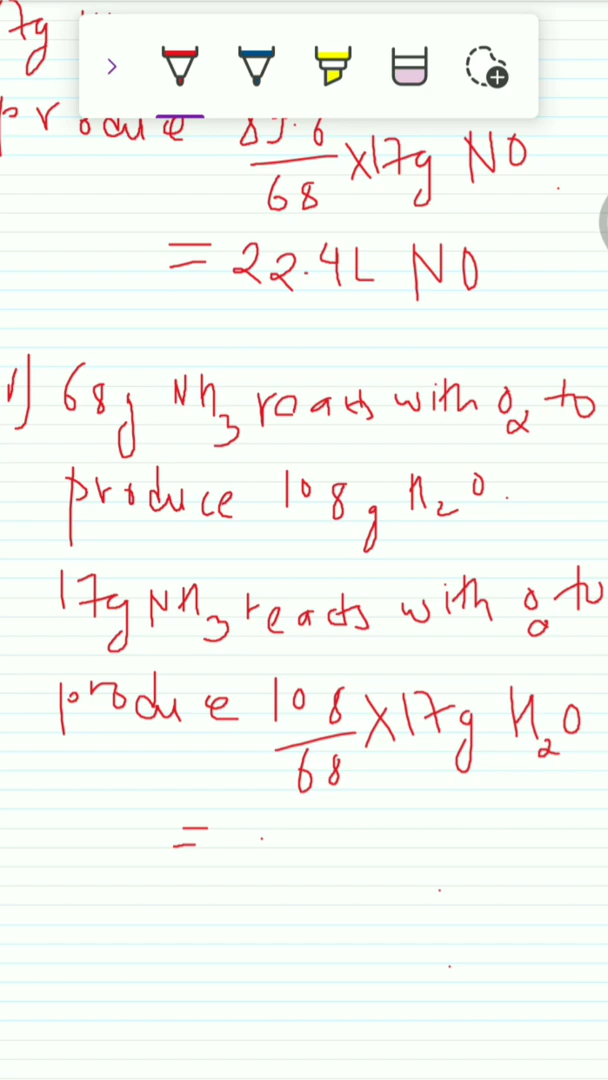 7g
produce 89.6/68 x17g NO
= 22.4L NO
v) 68g NH3 reacts with O2 to
produce 108g H2O.
17g NH3 reacts with O2 to
produce 108/68 x17g H2O
=